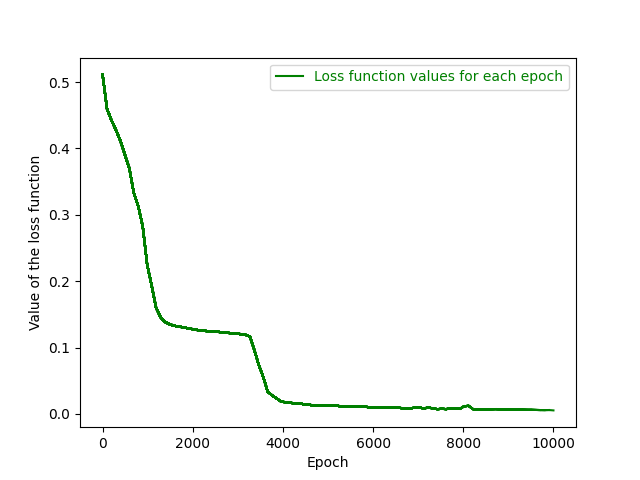 Loss function values for each epoch
0.5
0.4
0.3
0.2
0.1
0.0
Value of the loss function
0 2000 4000 6000 8000 10000
Epoch